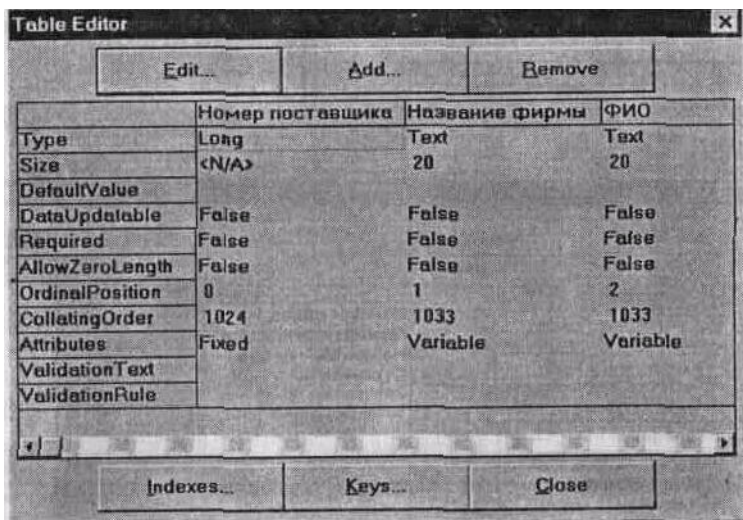 Table Editor
Edit... Add... Remove
Номер поставщика Название фирмы ФИО
Type Long Text Text
Size <N/A> 20 20
DefaultValue
DataUpdatable False False False
Required False False False
AllowZeroLength False False False
OrdinalPosition 0 1 2
CollatingOrder 1024 1033 1033
Attributes Fixed Variable Variable
ValidationText
ValidationRule
Indexes... Keys... Close